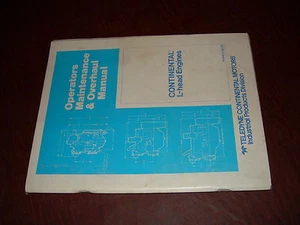 Operators
Maintenance
& Overhaul
Manual
CONTINENTAL®
L-head Engines
TELEDYNE CONTINENTAL MOTORS
Industrial Products Division